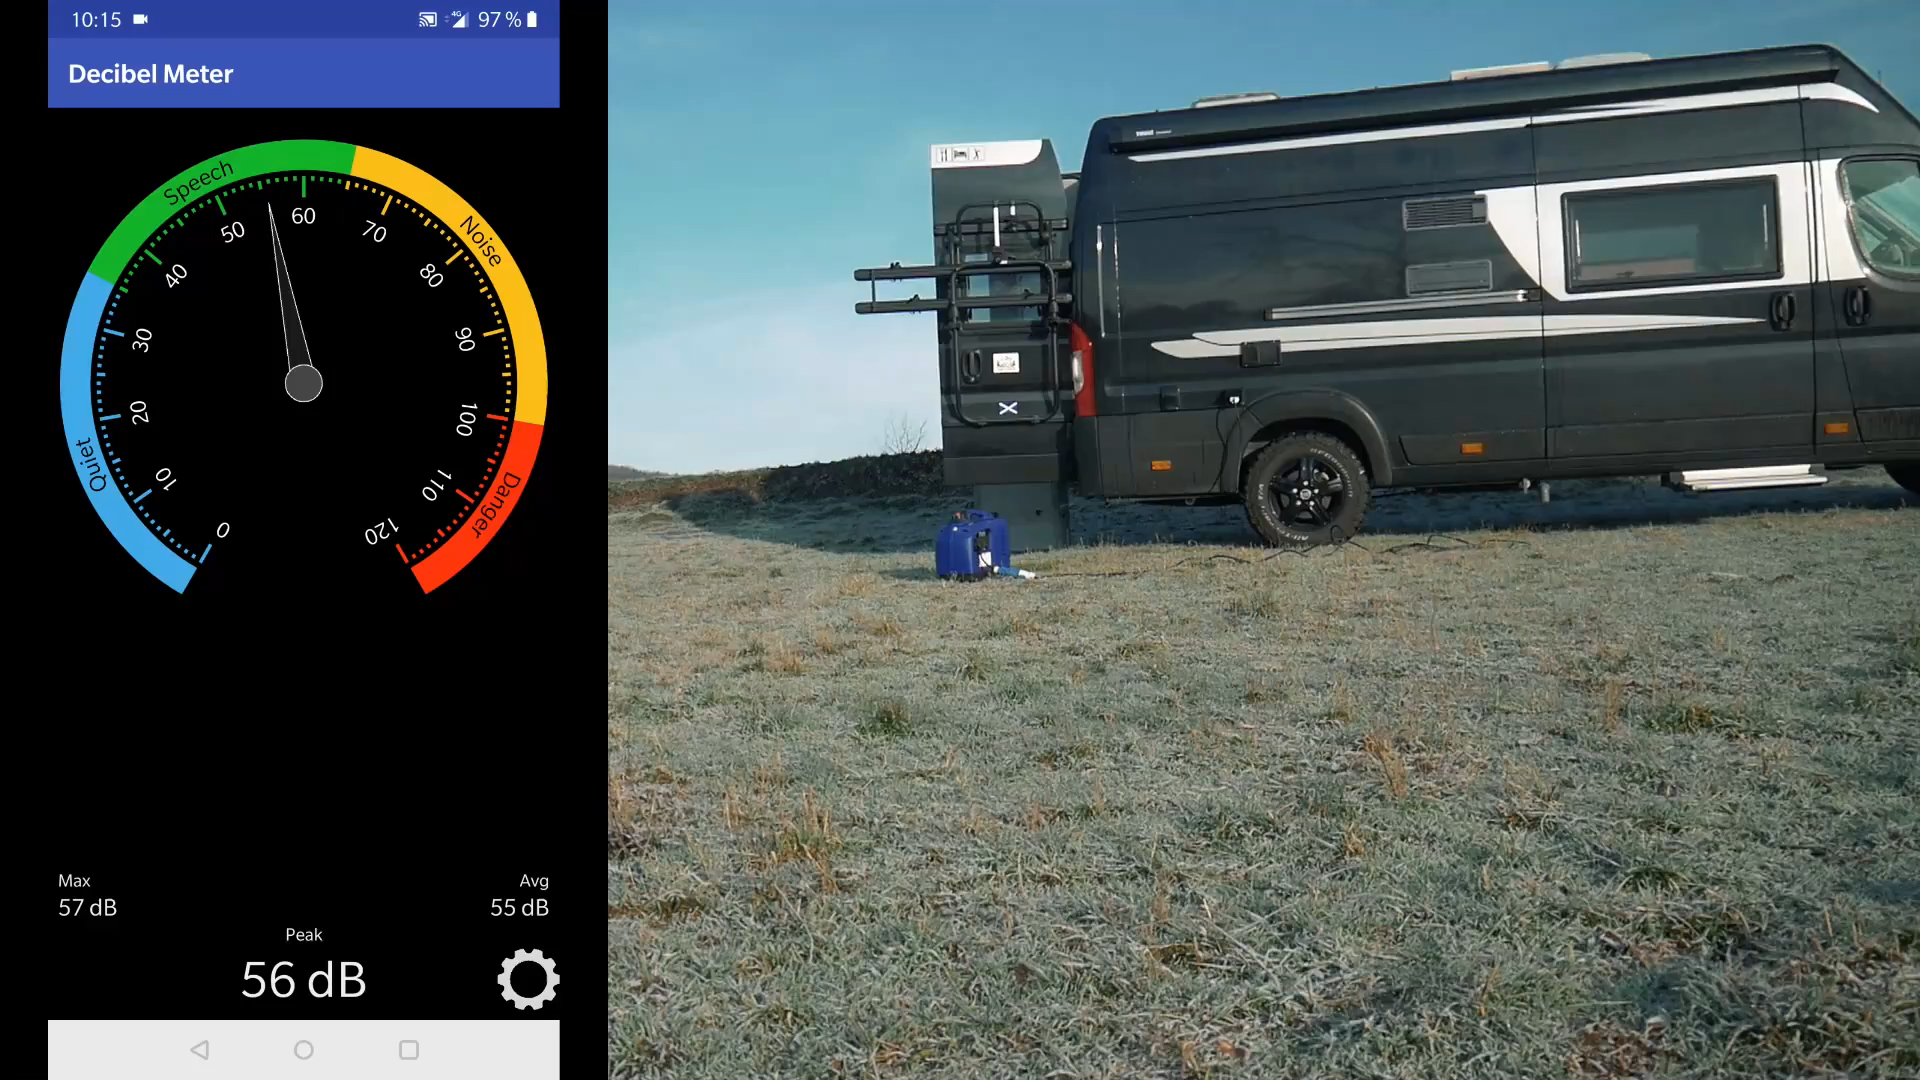 10:15
4G
97 %
Decibel Meter
Quiet
Speech
Noise
Danger
0
10
20
30
40
50
60
70
80
90
100
110
120
Max
57 dB
Avg
55 dB
Peak
56 dB